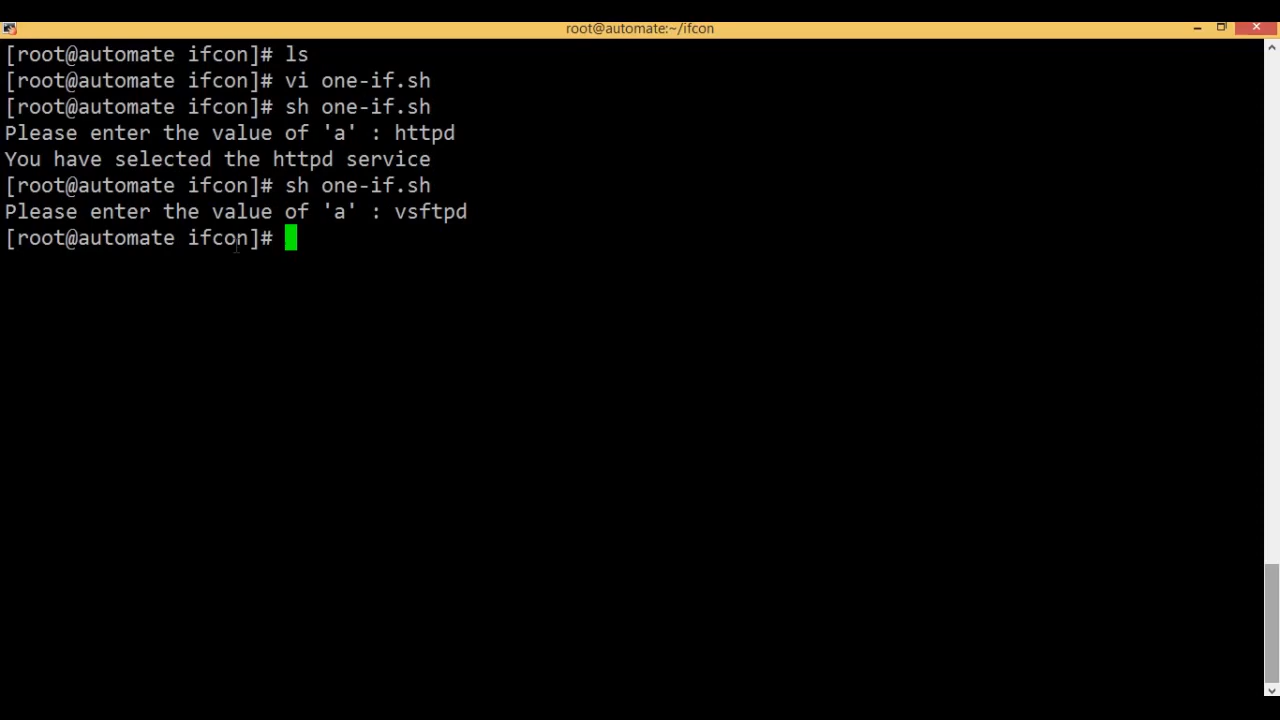 root@automate:~/ifcon
[root@automate ifcon]# ls
[root@automate ifcon]# vi one-if.sh
[root@automate ifcon]# sh one-if.sh
Please enter the value of 'a' : httpd
You have selected the httpd service
[root@automate ifcon]# sh one-if.sh
Please enter the value of 'a' : vsftpd
[root@automate ifcon]#